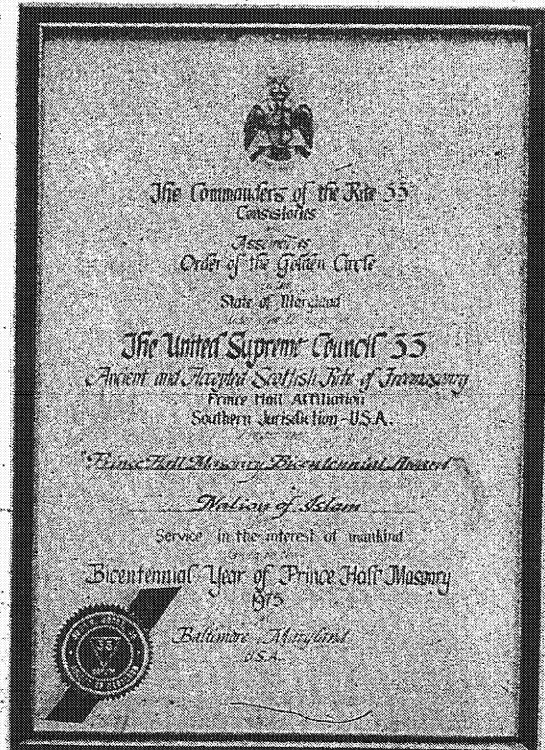 The Commanders of the Rite 33
Consistories
Assemblies
Order of the Golden Circle
State of Maryland
The United Supreme Council 33
Ancient and Accepted Scottish Rite of Freemasonry
Prince Hall Affiliation
Southern Jurisdiction - U.S.A.
"Prince Hall Masonry Bicentennial Award"
Nation of Islam
Service in the interest of mankind
Bicentennial Year of Prince Hall Masonry
1975
Baltimore, Maryland
U.S.A.
33